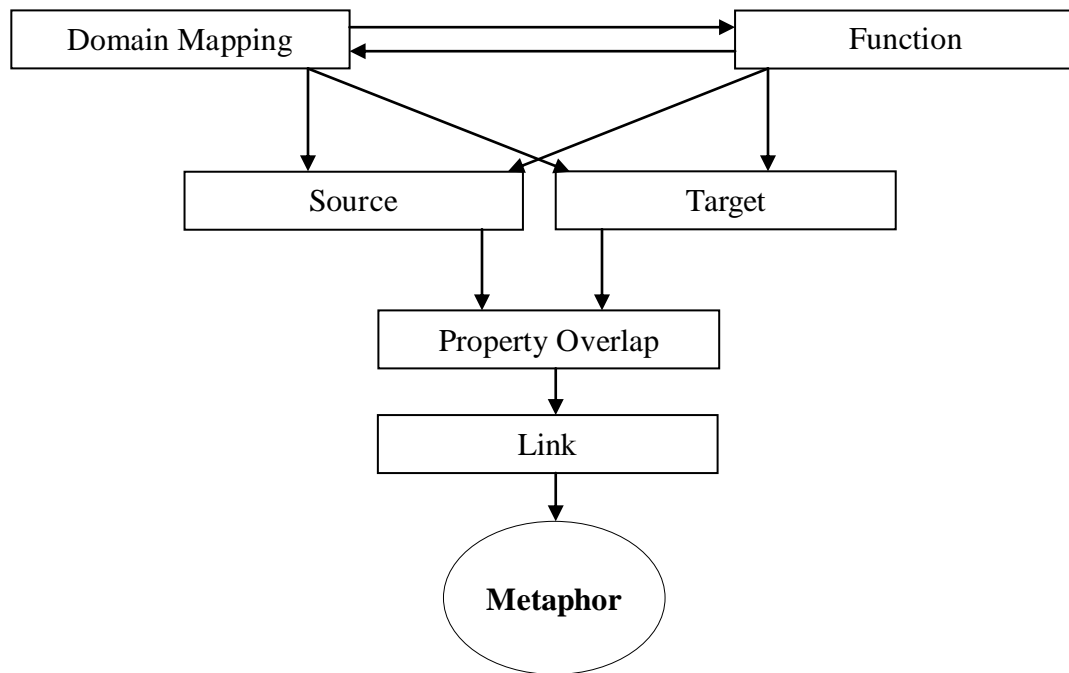 Domain Mapping
Function
Source
Target
Property Overlap
Link
Metaphor